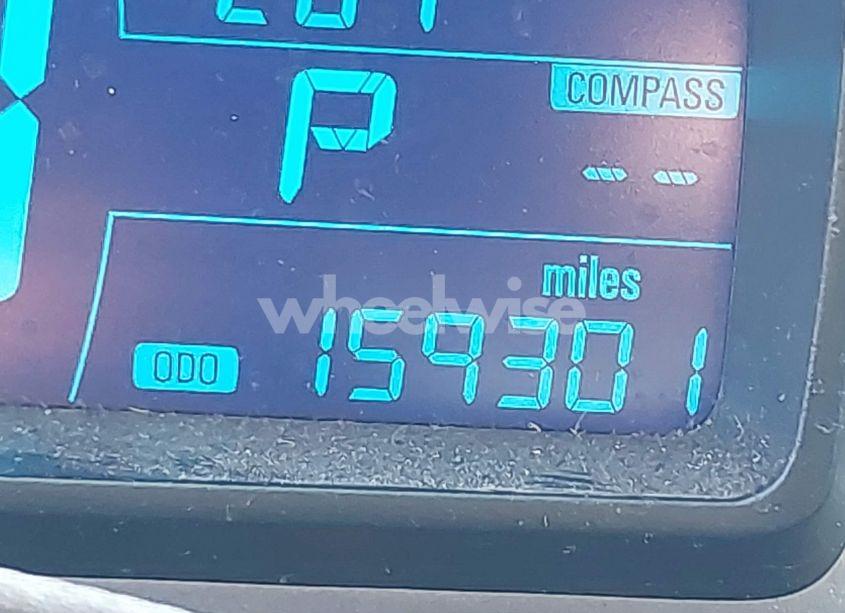 P
COMPASS
-- --
miles
wheelwise
ODO 159301